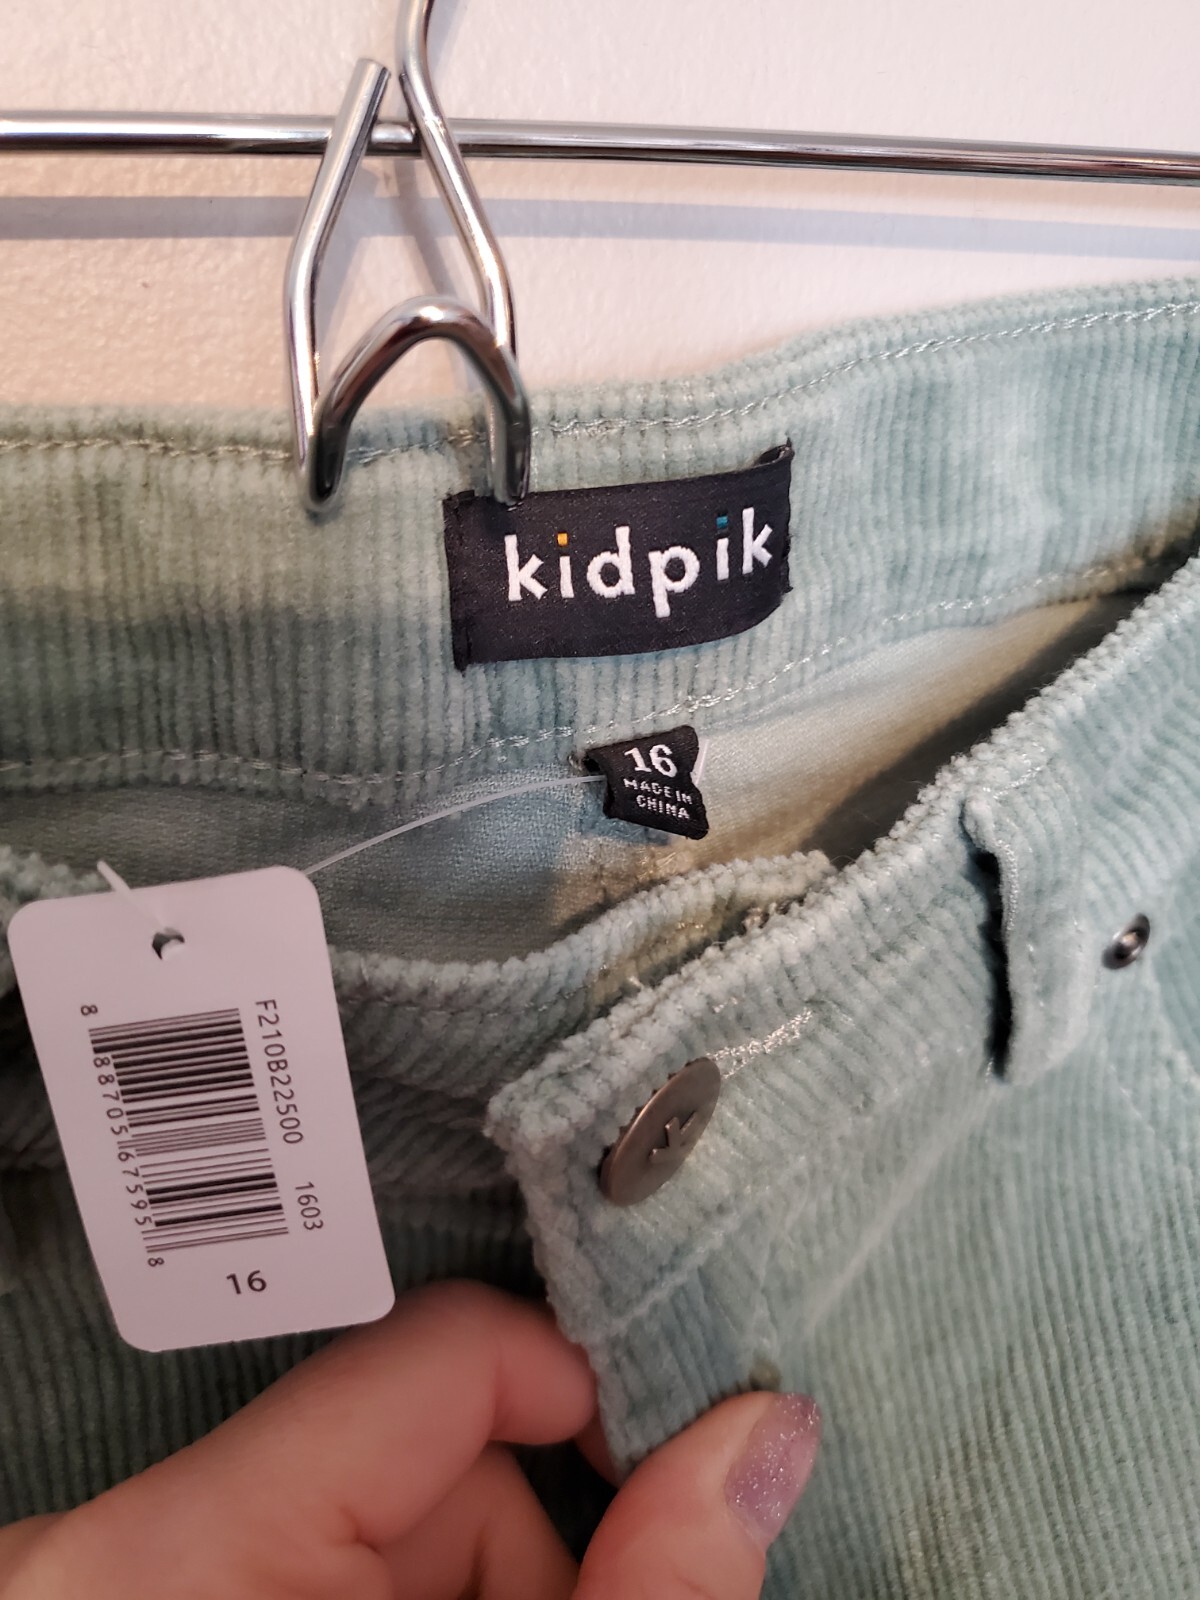 kidpik
16
MADE IN
CHINA
F210B22500 1603
8 88705 67595 8
16
K